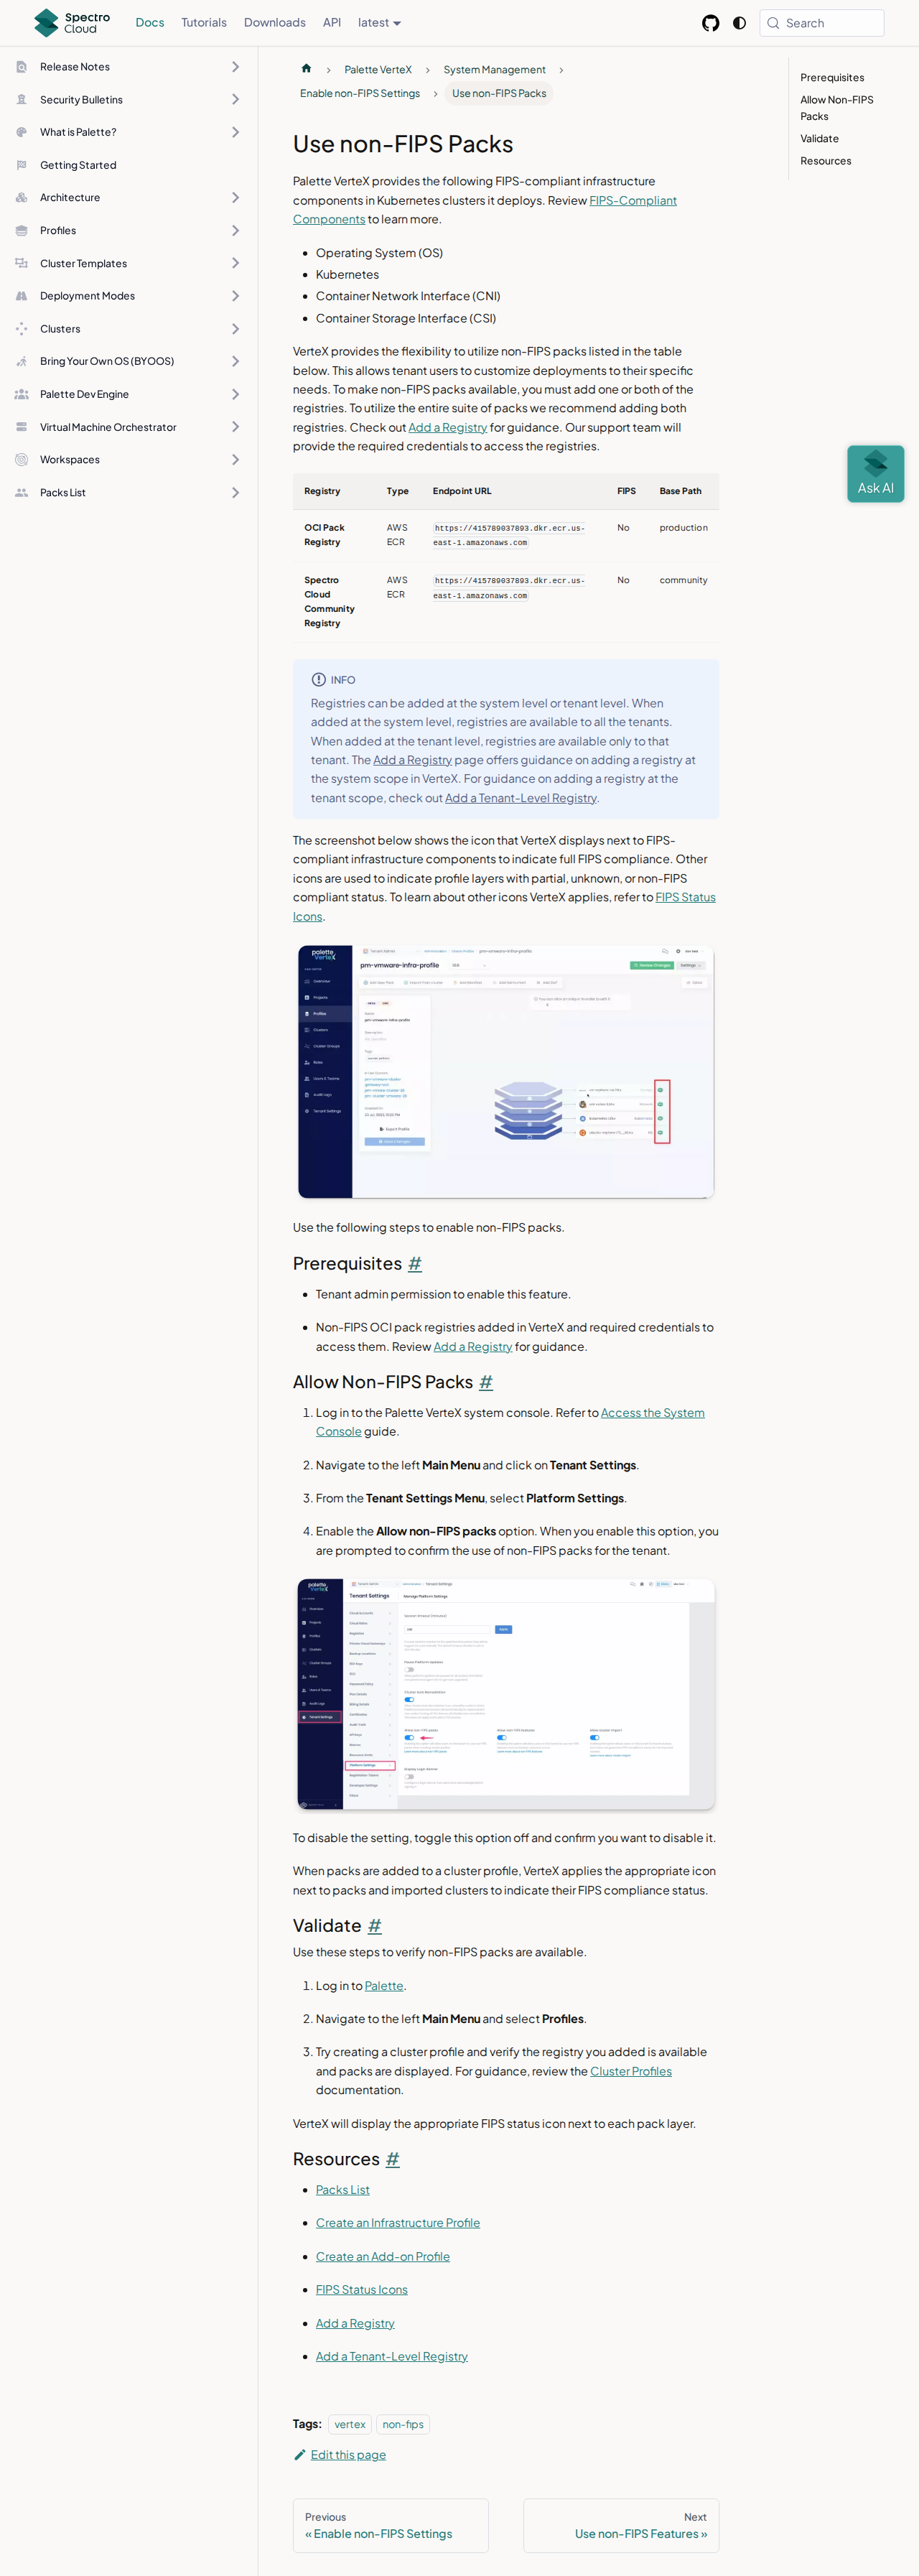 Spectro
Cloud
Docs
Tutorials
Downloads
API
latest
Search
Release Notes
Security Bulletins
What is Palette?
Getting Started
Architecture
Profiles
Cluster Templates
Deployment Modes
Clusters
Bring Your Own OS (BYOOS)
Palette Dev Engine
Virtual Machine Orchestrator
Workspaces
Packs List
Palette VerteX
System Management
Enable non-FIPS Settings
Use non-FIPS Packs
Prerequisites
Allow Non-FIPS
Packs
Validate
Resources
Ask AI
Use non-FIPS Packs
Palette VerteX provides the following FIPS-compliant infrastructure
components in Kubernetes clusters it deploys. Review FIPS-Compliant
Components to learn more.
Operating System (OS)
Kubernetes
Container Network Interface (CNI)
Container Storage Interface (CSI)
VerteX provides the flexibility to utilize non-FIPS packs listed in the table
below. This allows tenant users to customize deployments to their specific
needs. To make non-FIPS packs available, you must add one or both of the
registries. To utilize the entire suite of packs we recommend adding both
registries. Check out Add a Registry for guidance. Our support team will
provide the required credentials to access the registries.
Registry Type Endpoint URL FIPS Base Path
OCI Pack AWS https://415789037893.dkr.ecr.us- No production
Registry ECR east-1.amazonaws.com
Spectro AWS https://415789037893.dkr.ecr.us- No community
Cloud ECR east-1.amazonaws.com
Community
Registry
INFO
Registries can be added at the system level or tenant level. When
added at the system level, registries are available to all the tenants.
When added at the tenant level, registries are available only to that
tenant. The Add a Registry page offers guidance on adding a registry at
the system scope in VerteX. For guidance on adding a registry at the
tenant scope, check out Add a Tenant-Level Registry.
The screenshot below shows the icon that VerteX displays next to FIPS-
compliant infrastructure components to indicate full FIPS compliance. Other
icons are used to indicate profile layers with partial, unknown, or non-FIPS
compliant status. To learn about other icons VerteX applies, refer to FIPS Status
Icons.
palette
VerteX
pm-vmware-infra-profile
Overview
Projects
Profiles
Clusters
Cluster Groups
Roles
Users & Teams
Audit Logs
Tenant Settings
Export Profile
Use the following steps to enable non-FIPS packs.
Prerequisites #
Tenant admin permission to enable this feature.
Non-FIPS OCI pack registries added in VerteX and required credentials to
access them. Review Add a Registry for guidance.
Allow Non-FIPS Packs #
1. Log in to the Palette VerteX system console. Refer to Access the System
Console guide.
2. Navigate to the left Main Menu and click on Tenant Settings.
3. From the Tenant Settings Menu, select Platform Settings.
4. Enable the Allow non-FIPS packs option. When you enable this option, you
are prompted to confirm the use of non-FIPS packs for the tenant.
palette
VerteX
Tenant Settings
Manage Platform Settings
Platform Settings
To disable the setting, toggle this option off and confirm you want to disable it.
When packs are added to a cluster profile, VerteX applies the appropriate icon
next to packs and imported clusters to indicate their FIPS compliance status.
Validate #
Use these steps to verify non-FIPS packs are available.
1. Log in to Palette.
2. Navigate to the left Main Menu and select Profiles.
3. Try creating a cluster profile and verify the registry you added is available
and packs are displayed. For guidance, review the Cluster Profiles
documentation.
VerteX will display the appropriate FIPS status icon next to each pack layer.
Resources #
Packs List
Create an Infrastructure Profile
Create an Add-on Profile
FIPS Status Icons
Add a Registry
Add a Tenant-Level Registry
Tags: vertex non-fips
Edit this page
Previous
« Enable non-FIPS Settings
Next
Use non-FIPS Features »